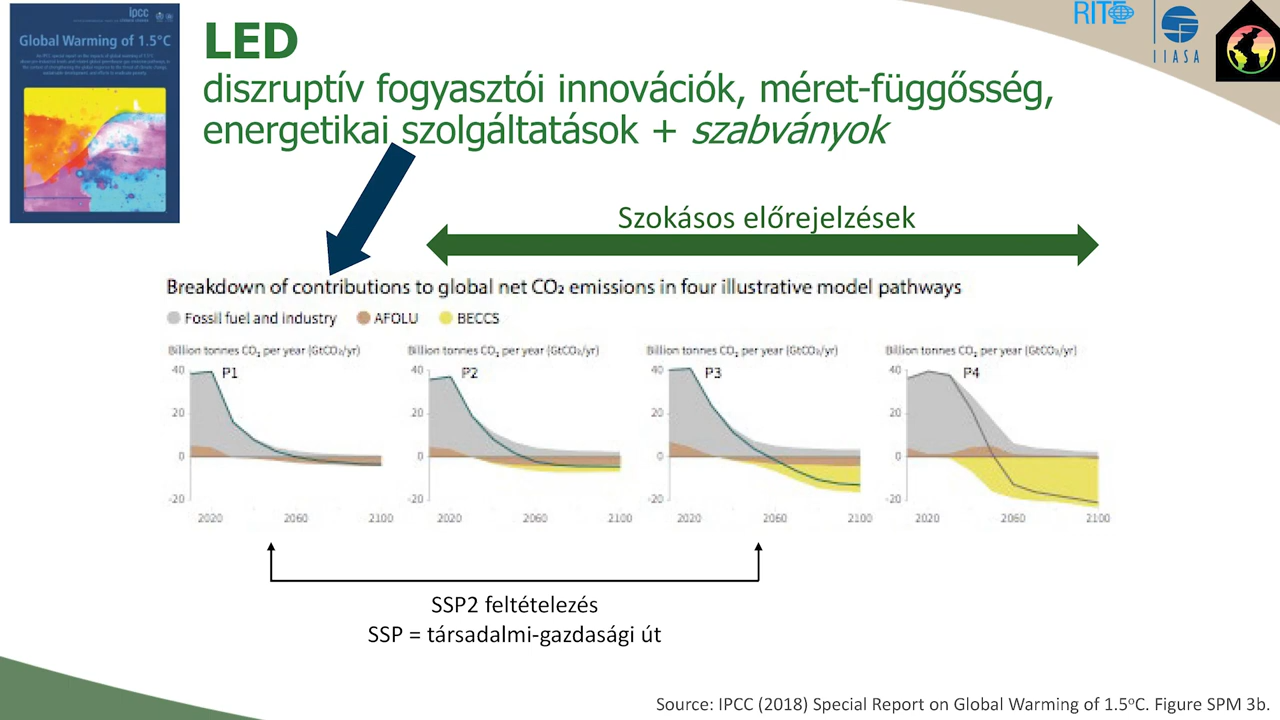 ipcc
Global Warming of 1.5°C
LED
diszruptív fogyasztói innovációk, méret-függősség,
energetikai szolgáltatások + szabványok
RITE
IIASA
Szokásos előrejelzések
Breakdown of contributions to global net CO₂ emissions in four illustrative model pathways
Fossil fuel and industry AFOLU BECCS
Billion tonnes CO₂ per year (GtCO₂/yr) Billion tonnes CO₂ per year (GtCO₂/yr) Billion tonnes CO₂ per year (GtCO₂/yr) Billion tonnes CO₂ per year (GtCO₂/yr)
40 P1 40 P2 40 P3 40 P4
20 20 20 20
0 0 0 0
-20 -20 -20 -20
2020 2060 2100 2020 2060 2100 2020 2060 2100 2020 2060 2100
SSP2 feltételezés
SSP = társadalmi-gazdasági út
Source: IPCC (2018) Special Report on Global Warming of 1.5ºC. Figure SPM 3b.